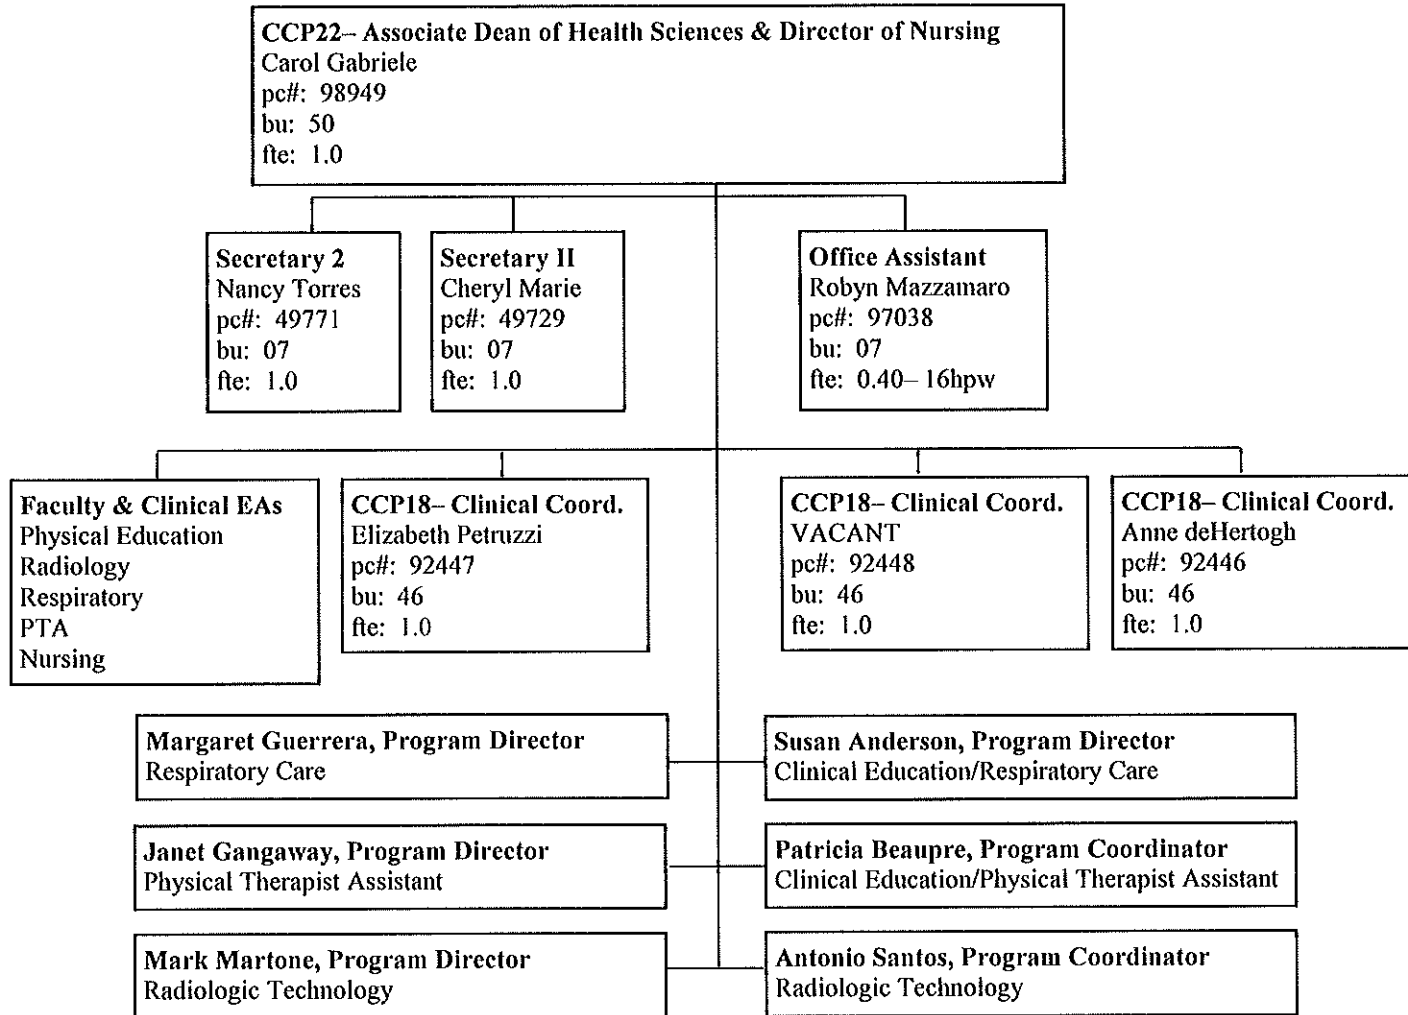 CCP22– Associate Dean of Health Sciences & Director of Nursing
Carol Gabriele
pc#: 98949
bu: 50
fte: 1.0
Secretary 2
Nancy Torres
pc#: 49771
bu: 07
fte: 1.0
Secretary II
Cheryl Marie
pc#: 49729
bu: 07
fte: 1.0
Office Assistant
Robyn Mazzamaro
pc#: 97038
bu: 07
fte: 0.40– 16hpw
Faculty & Clinical EAs
Physical Education
Radiology
Respiratory
PTA
Nursing
CCP18– Clinical Coord.
Elizabeth Petruzzi
pc#: 92447
bu: 46
fte: 1.0
CCP18– Clinical Coord.
VACANT
pc#: 92448
bu: 46
fte: 1.0
CCP18– Clinical Coord.
Anne deHertogh
pc#: 92446
bu: 46
fte: 1.0
Margaret Guerrera, Program Director
Respiratory Care
Susan Anderson, Program Director
Clinical Education/Respiratory Care
Janet Gangaway, Program Director
Physical Therapist Assistant
Patricia Beaupre, Program Coordinator
Clinical Education/Physical Therapist Assistant
Mark Martone, Program Director
Radiologic Technology
Antonio Santos, Program Coordinator
Radiologic Technology